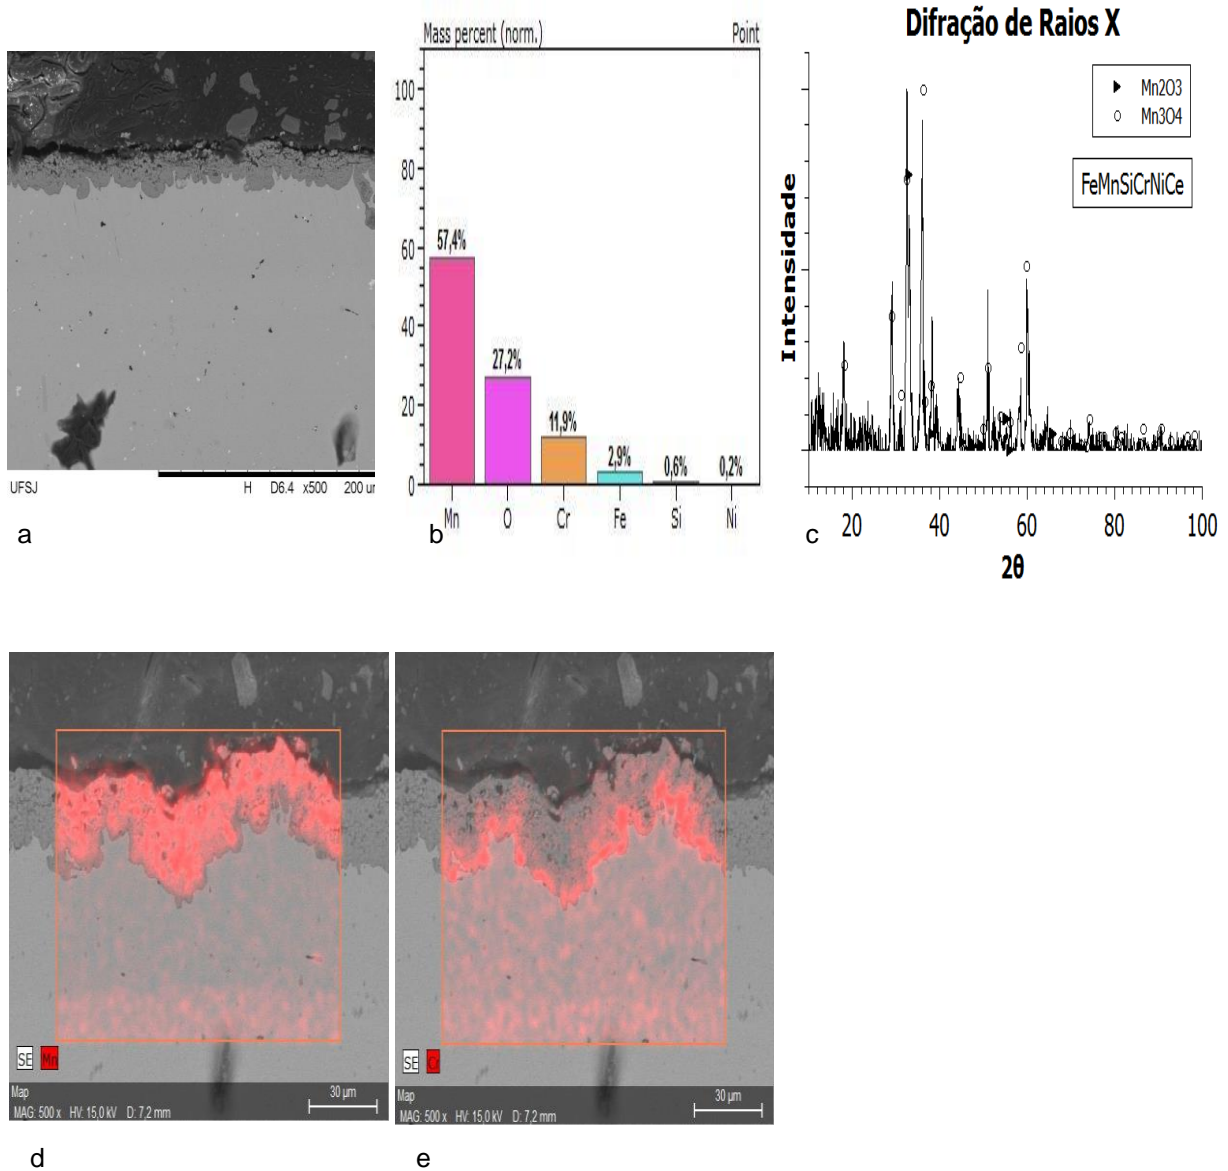 UFSJ H D6.4 x500 200 um
a
Mass percent (norm.) Point
100
80
60
40
20
0
57,4%
27,2%
11,9%
2,9%
0,6%
0,2%
Mn O Cr Fe Si Ni
b
Difração de Raios X
Mn2O3
Mn3O4
FeMnSiCrNiCe
Intensidade
20 40 60 80 100
2θ
c
SE Mn
Map
MAG: 500 x HV: 15,0 kV D: 7,2 mm
30 µm
d
SE Cr
Map
MAG: 500 x HV: 15,0 kV D: 7,2 mm
30 µm
e